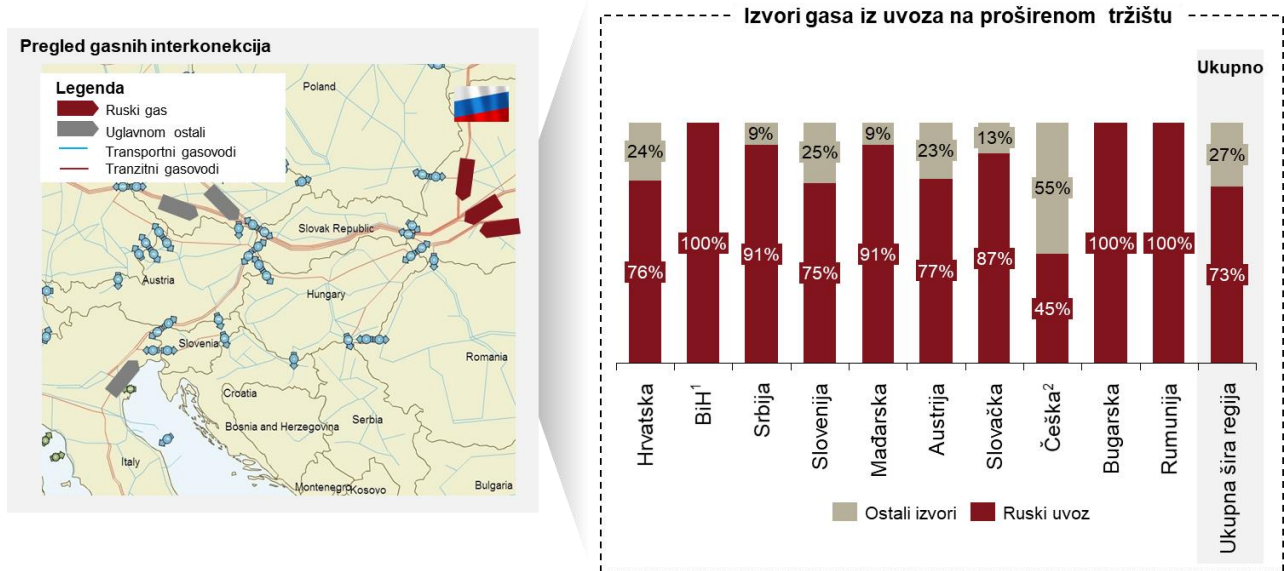 Pregled gasnih interkonekcija
Legenda
Ruski gas
Uglavnom ostali
Transportni gasovodi
Tranzitni gasovodi
Poland
Slovak Republic
Austria
Hungary
Slovenia
Romania
Croatia
Bosnia and Herzegovina
Serbia
Italy
Montenegro
Kosovo
Bulgaria
Izvori gasa iz uvoza na proširenom tržištu
Ukupno
24%
9%
25%
9%
23%
13%
55%
27%
76%
100%
91%
75%
91%
77%
87%
45%
100%
100%
73%
Hrvatska
BiH¹
Srbija
Slovenija
Mađarska
Austrija
Slovačka
Češka²
Bugarska
Rumunija
Ukupna šira regija
Ostali izvori
Ruski uvoz